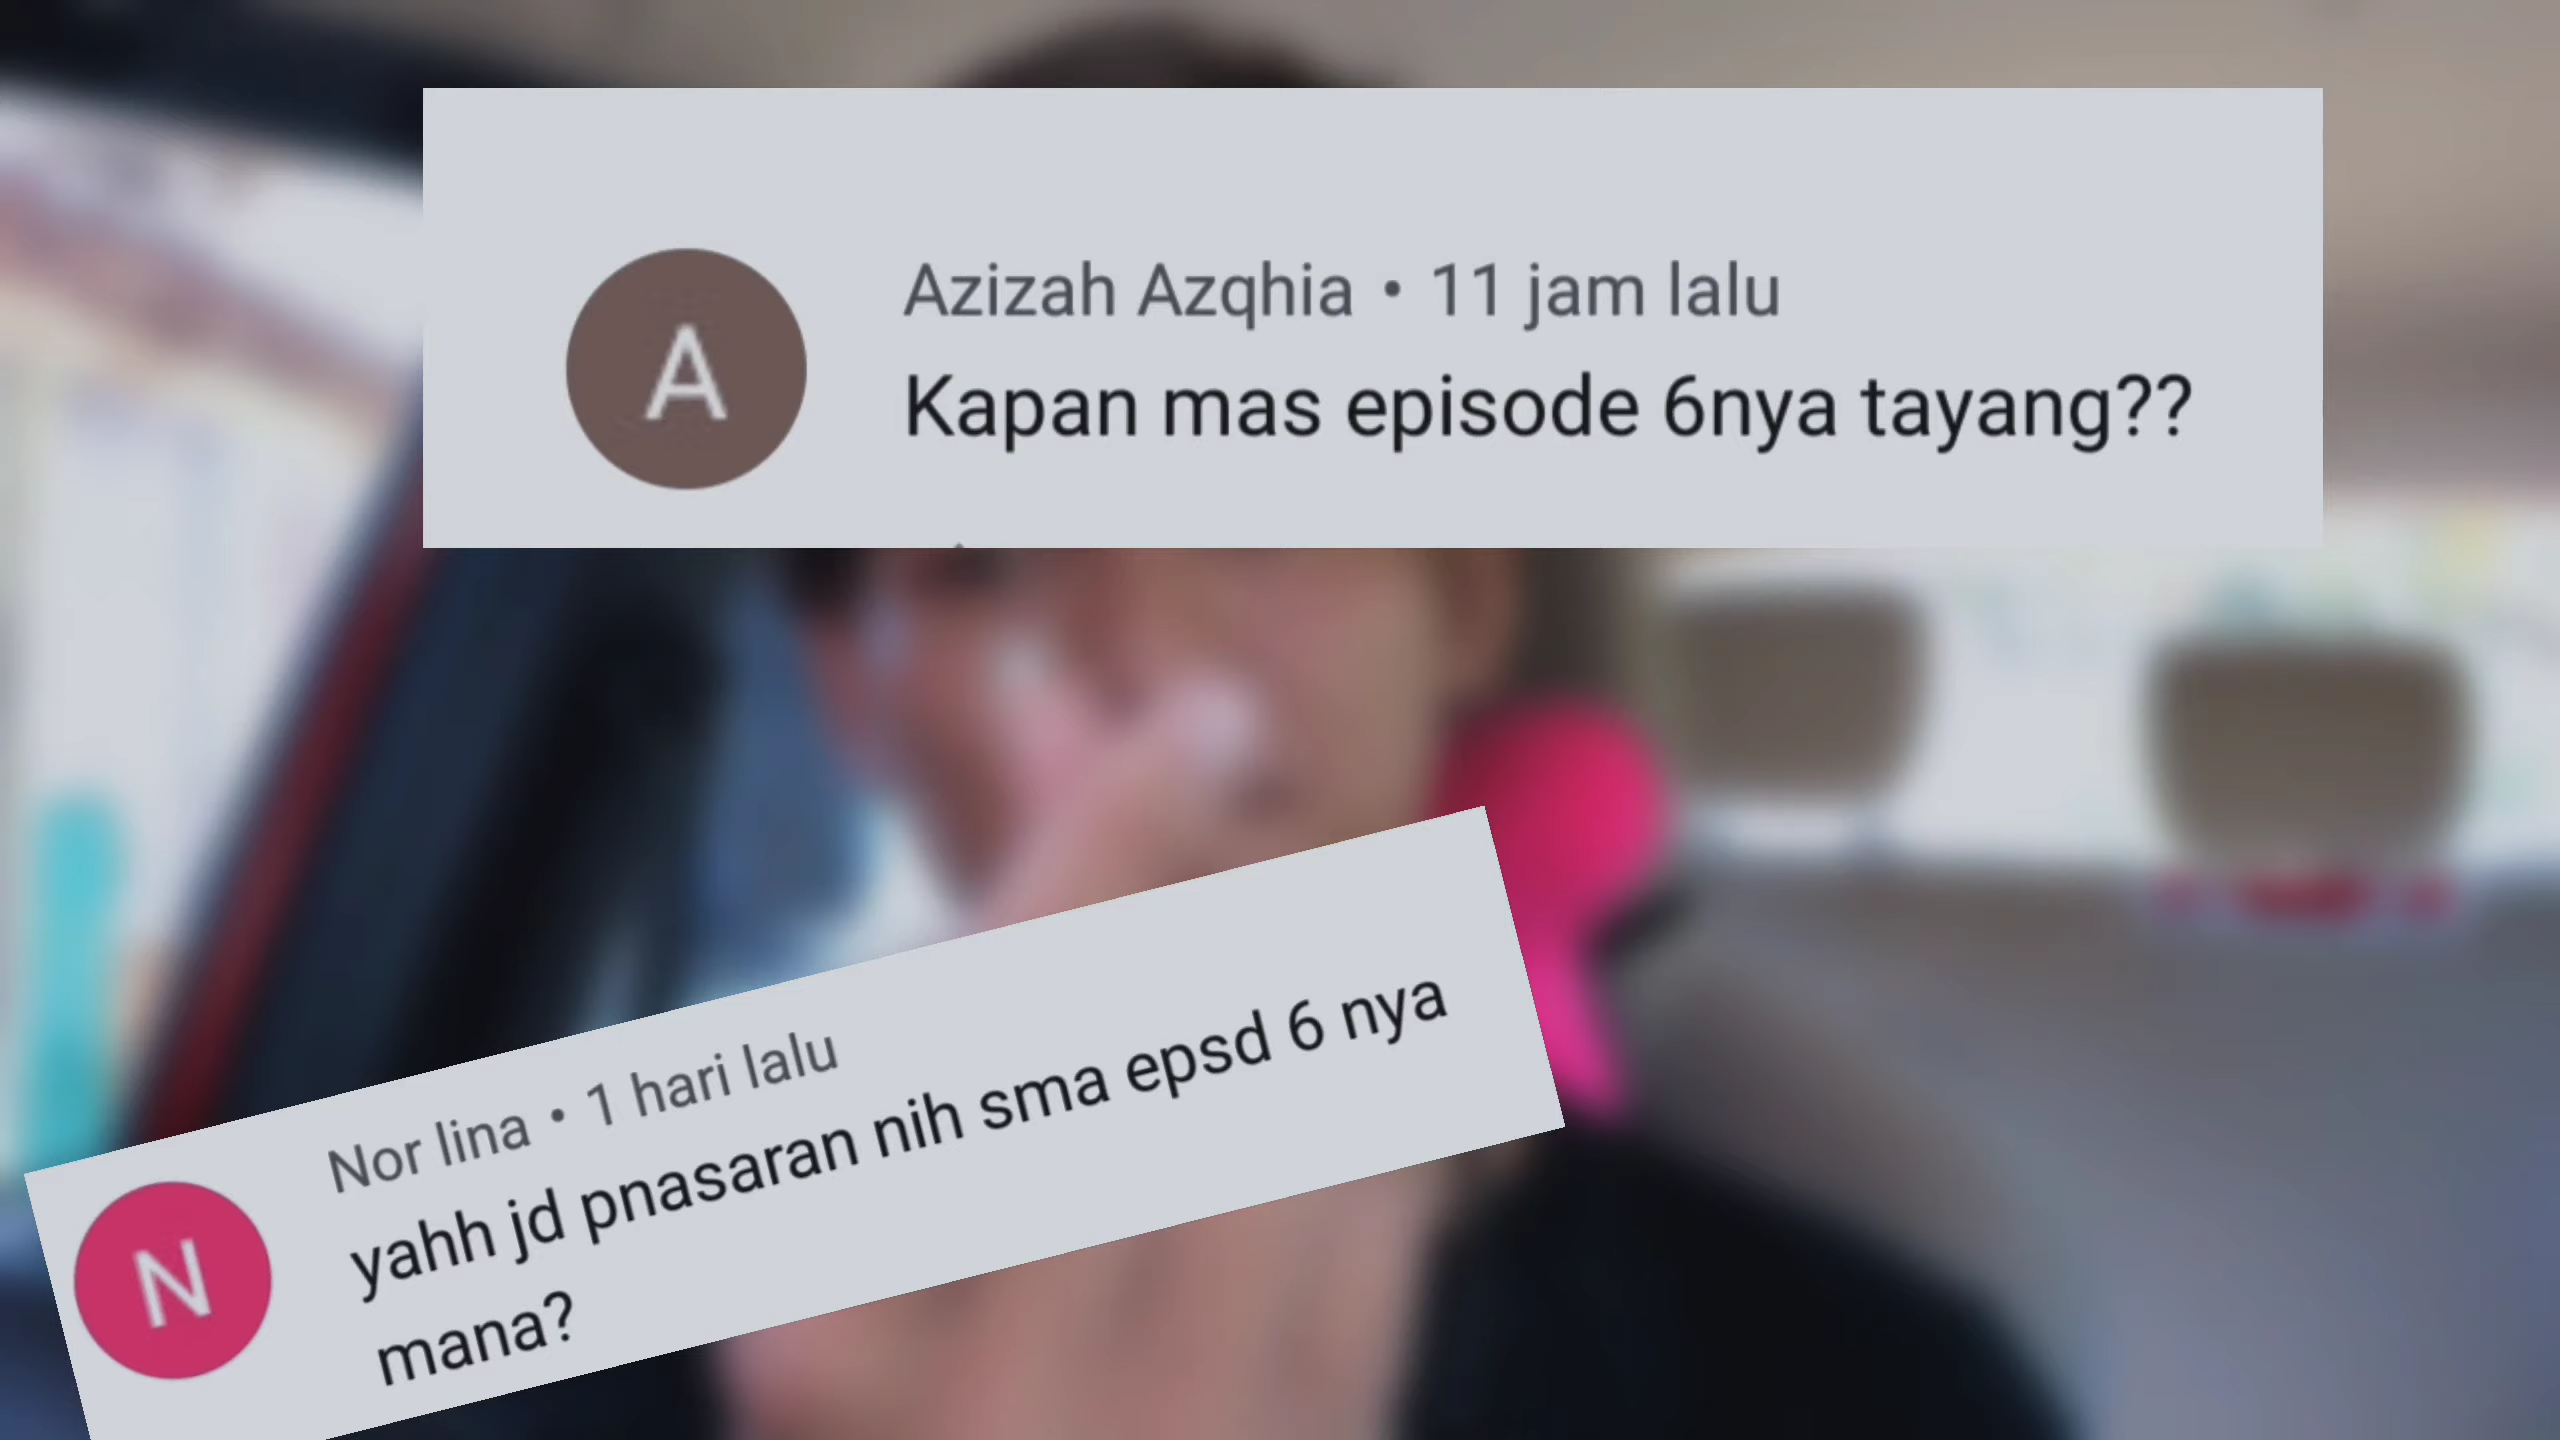 A
Azizah Azqhia • 11 jam lalu
Kapan mas episode 6nya tayang??
N
Nor lina • 1 hari lalu
yahh jd pnasaran nih sma epsd 6 nya
mana?